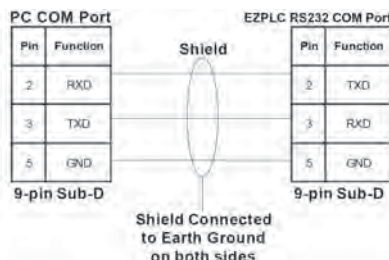 PC COM Port
EZPLC RS232 COM Port
Pin Function
Shield
Pin Function
2 RXD
2 TXD
3 TXD
3 RXD
5 GND
5 GND
9-pin Sub-D
9-pin Sub-D
Shield Connected
to Earth Ground
on both sides